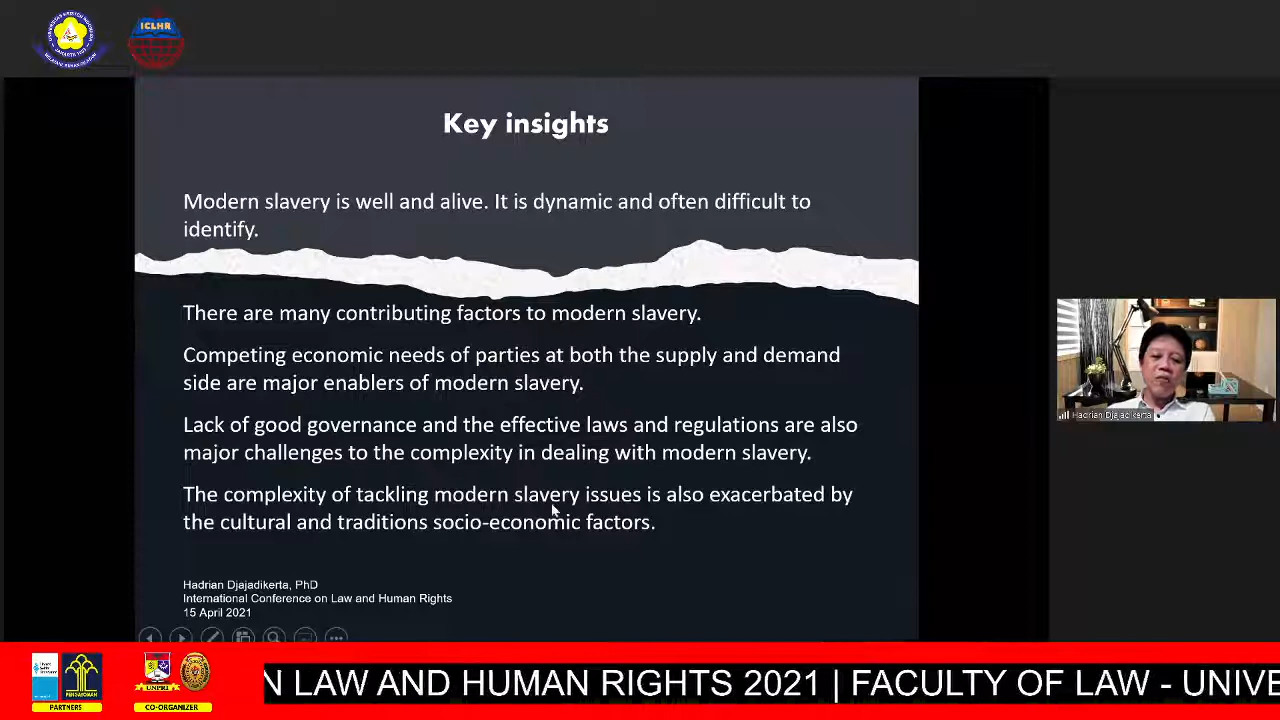 ICLHR
Key insights
Modern slavery is well and alive. It is dynamic and often difficult to
identify.
There are many contributing factors to modern slavery.
Competing economic needs of parties at both the supply and demand
side are major enablers of modern slavery.
Lack of good governance and the effective laws and regulations are also
major challenges to the complexity in dealing with modern slavery.
The complexity of tackling modern slavery issues is also exacerbated by
the cultural and traditions socio-economic factors.
Hadrian Djajadikerta, PhD
International Conference on Law and Human Rights
15 April 2021
Hadrian Djajadikerta
PENGAYOMAN
UNPRI
PARTNERS
CO-ORGANIZER
N LAW AND HUMAN RIGHTS 2021 | FACULTY OF LAW - UNIVE